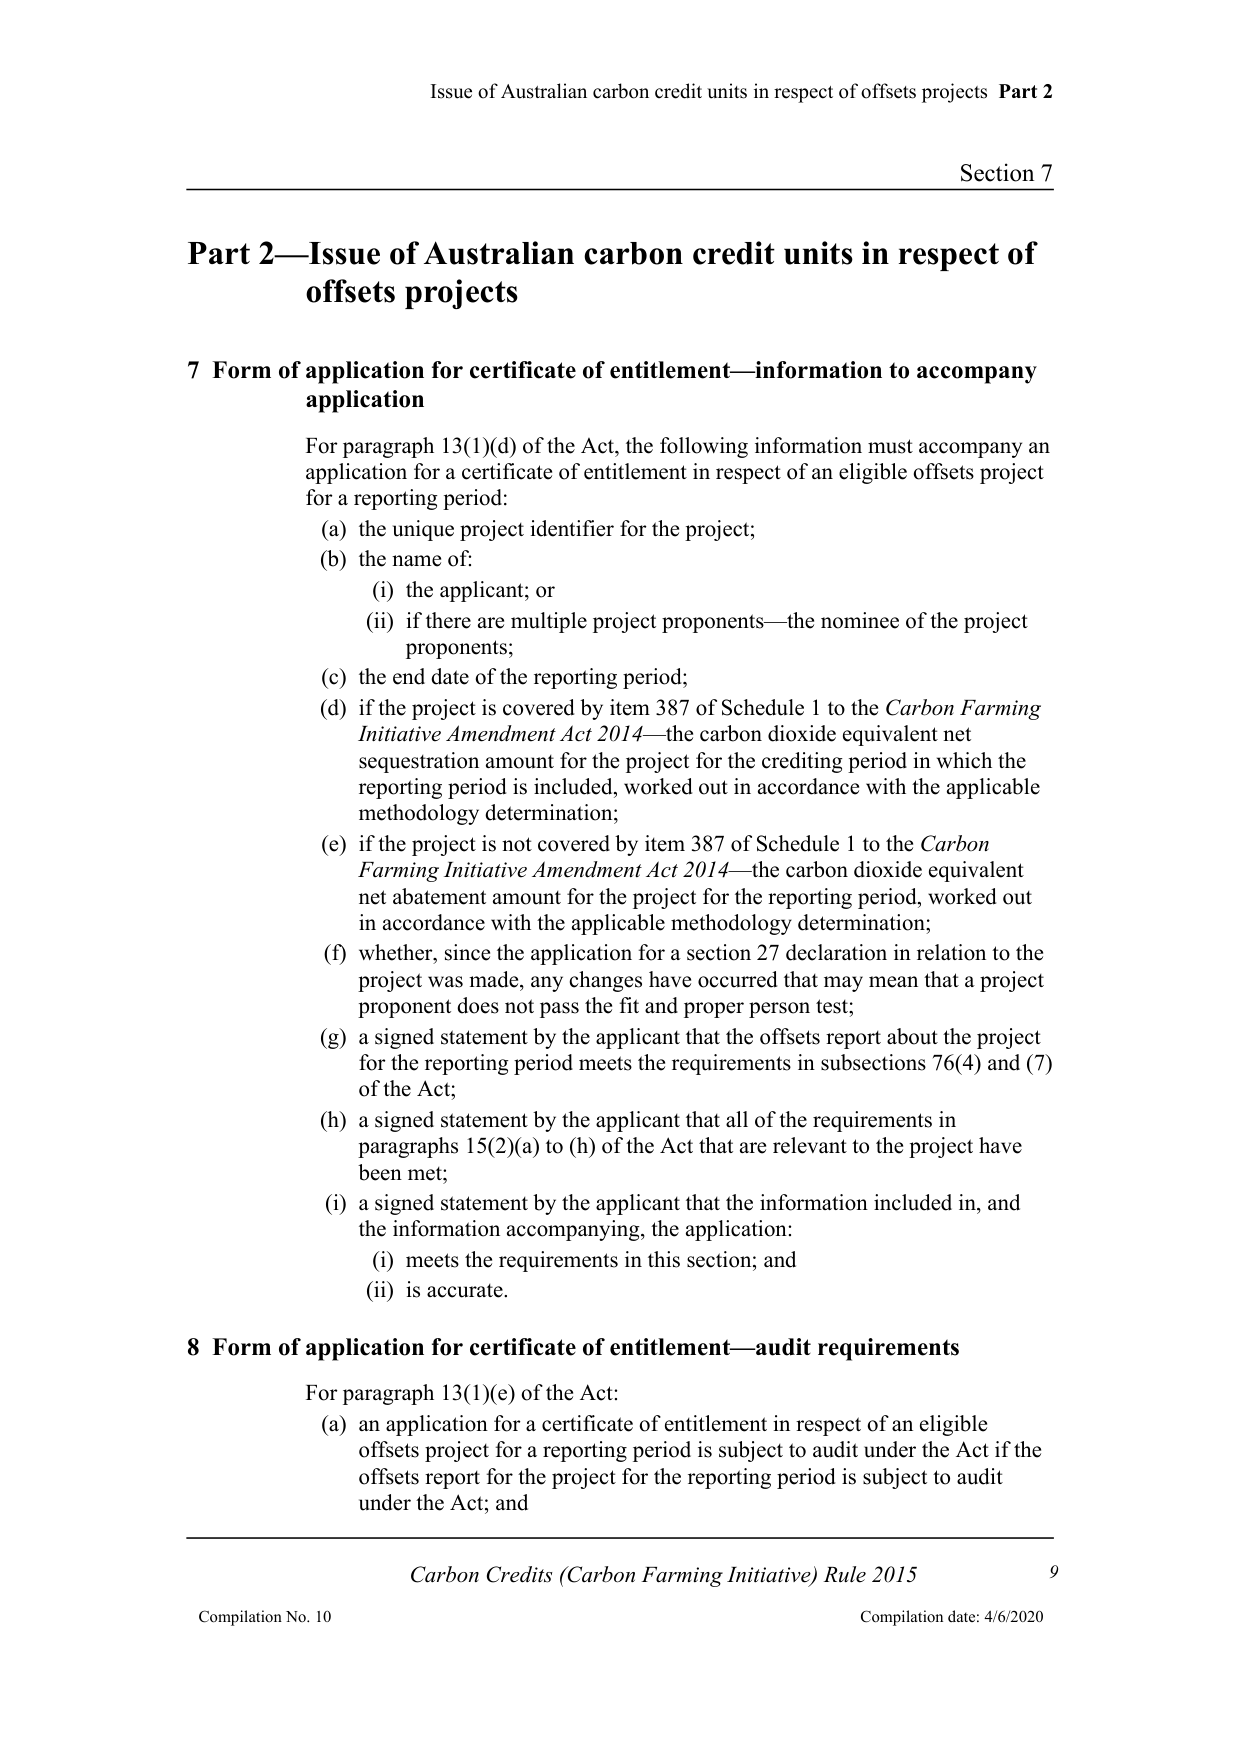 Issue of Australian carbon credit units in respect of offsets projects Part 2
Section 7
Part 2—Issue of Australian carbon credit units in respect of
offsets projects
7 Form of application for certificate of entitlement—information to accompany
application
For paragraph 13(1)(d) of the Act, the following information must accompany an
application for a certificate of entitlement in respect of an eligible offsets project
for a reporting period:
(a) the unique project identifier for the project;
(b) the name of:
(i) the applicant; or
(ii) if there are multiple project proponents—the nominee of the project
proponents;
(c) the end date of the reporting period;
(d) if the project is covered by item 387 of Schedule 1 to the Carbon Farming
Initiative Amendment Act 2014—the carbon dioxide equivalent net
sequestration amount for the project for the crediting period in which the
reporting period is included, worked out in accordance with the applicable
methodology determination;
(e) if the project is not covered by item 387 of Schedule 1 to the Carbon
Farming Initiative Amendment Act 2014—the carbon dioxide equivalent
net abatement amount for the project for the reporting period, worked out
in accordance with the applicable methodology determination;
(f) whether, since the application for a section 27 declaration in relation to the
project was made, any changes have occurred that may mean that a project
proponent does not pass the fit and proper person test;
(g) a signed statement by the applicant that the offsets report about the project
for the reporting period meets the requirements in subsections 76(4) and (7)
of the Act;
(h) a signed statement by the applicant that all of the requirements in
paragraphs 15(2)(a) to (h) of the Act that are relevant to the project have
been met;
(i) a signed statement by the applicant that the information included in, and
the information accompanying, the application:
(i) meets the requirements in this section; and
(ii) is accurate.
8 Form of application for certificate of entitlement—audit requirements
For paragraph 13(1)(e) of the Act:
(a) an application for a certificate of entitlement in respect of an eligible
offsets project for a reporting period is subject to audit under the Act if the
offsets report for the project for the reporting period is subject to audit
under the Act; and
Carbon Credits (Carbon Farming Initiative) Rule 2015 9
Compilation No. 10 Compilation date: 4/6/2020